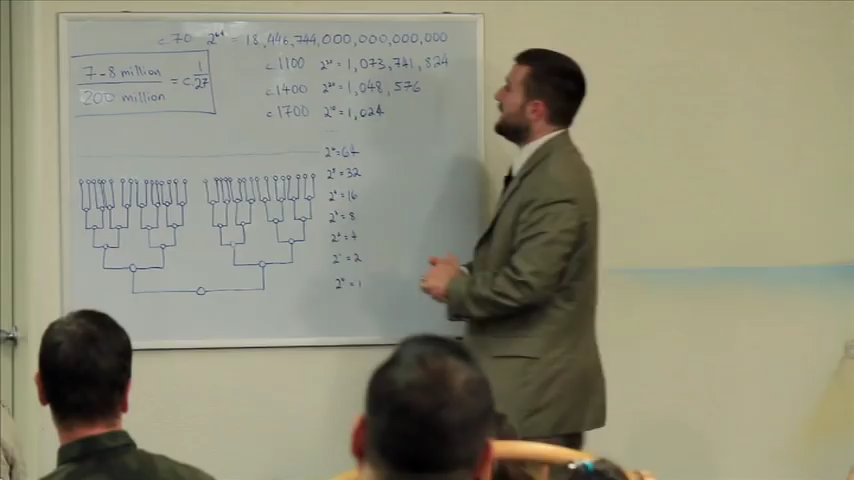 c.70 2⁶⁴ = 18,446,744,000,000,000,000
7-8 million
200 million
= c. 1/27
c.1100 2³⁰ = 1,073,741,824
c.1400 2²⁰ = 1,048,576
c.1700 2¹⁰ = 1,024
...
2⁶ = 64
2⁵ = 32
2⁴ = 16
2³ = 8
2² = 4
2¹ = 2
2⁰ = 1